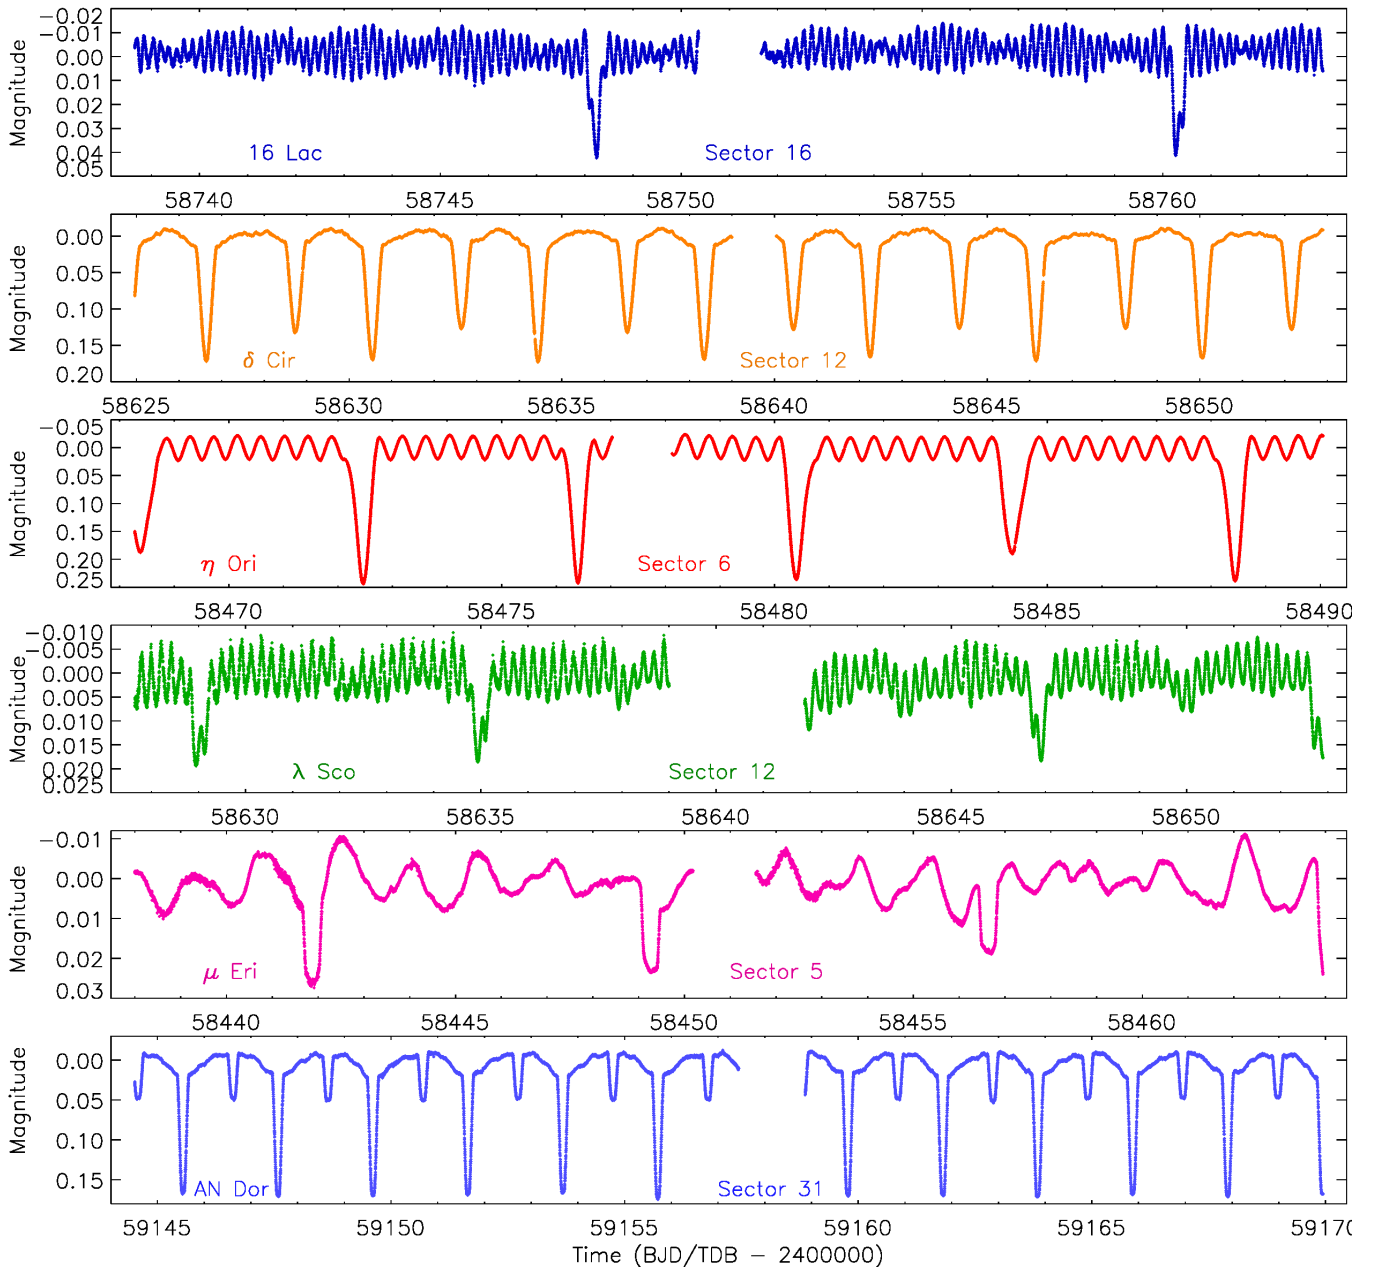 −0.02
−0.01
0.00
0.01
0.02
0.03
0.04
0.05
Magnitude
16 Lac
Sector 16
58740 58745 58750 58755 58760
0.00
0.05
0.10
0.15
0.20
Magnitude
δ Cir
Sector 12
58625 58630 58635 58640 58645 58650
−0.05
0.00
0.05
0.10
0.15
0.20
0.25
Magnitude
η Ori
Sector 6
58470 58475 58480 58485 58490
−0.010
−0.005
0.000
0.005
0.010
0.015
0.020
0.025
Magnitude
λ Sco
Sector 12
58630 58635 58640 58645 58650
−0.01
0.00
0.01
0.02
0.03
Magnitude
μ Eri
Sector 5
58440 58445 58450 58455 58460
0.00
0.05
0.10
0.15
Magnitude
AN Dor
Sector 31
59145 59150 59155 59160 59165 59170
Time (BJD/TDB − 2400000)